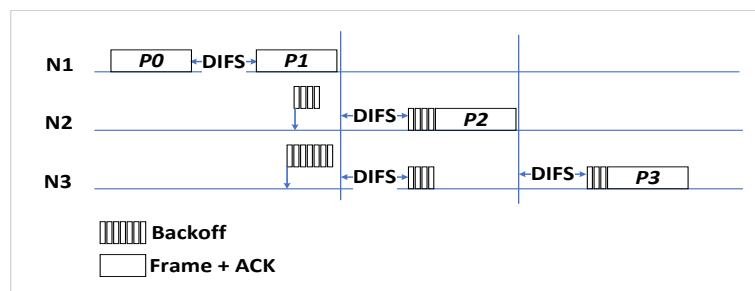 N1 P0 DIFS P1
N2 DIFS P2
N3 DIFS DIFS P3
Backoff
Frame + ACK